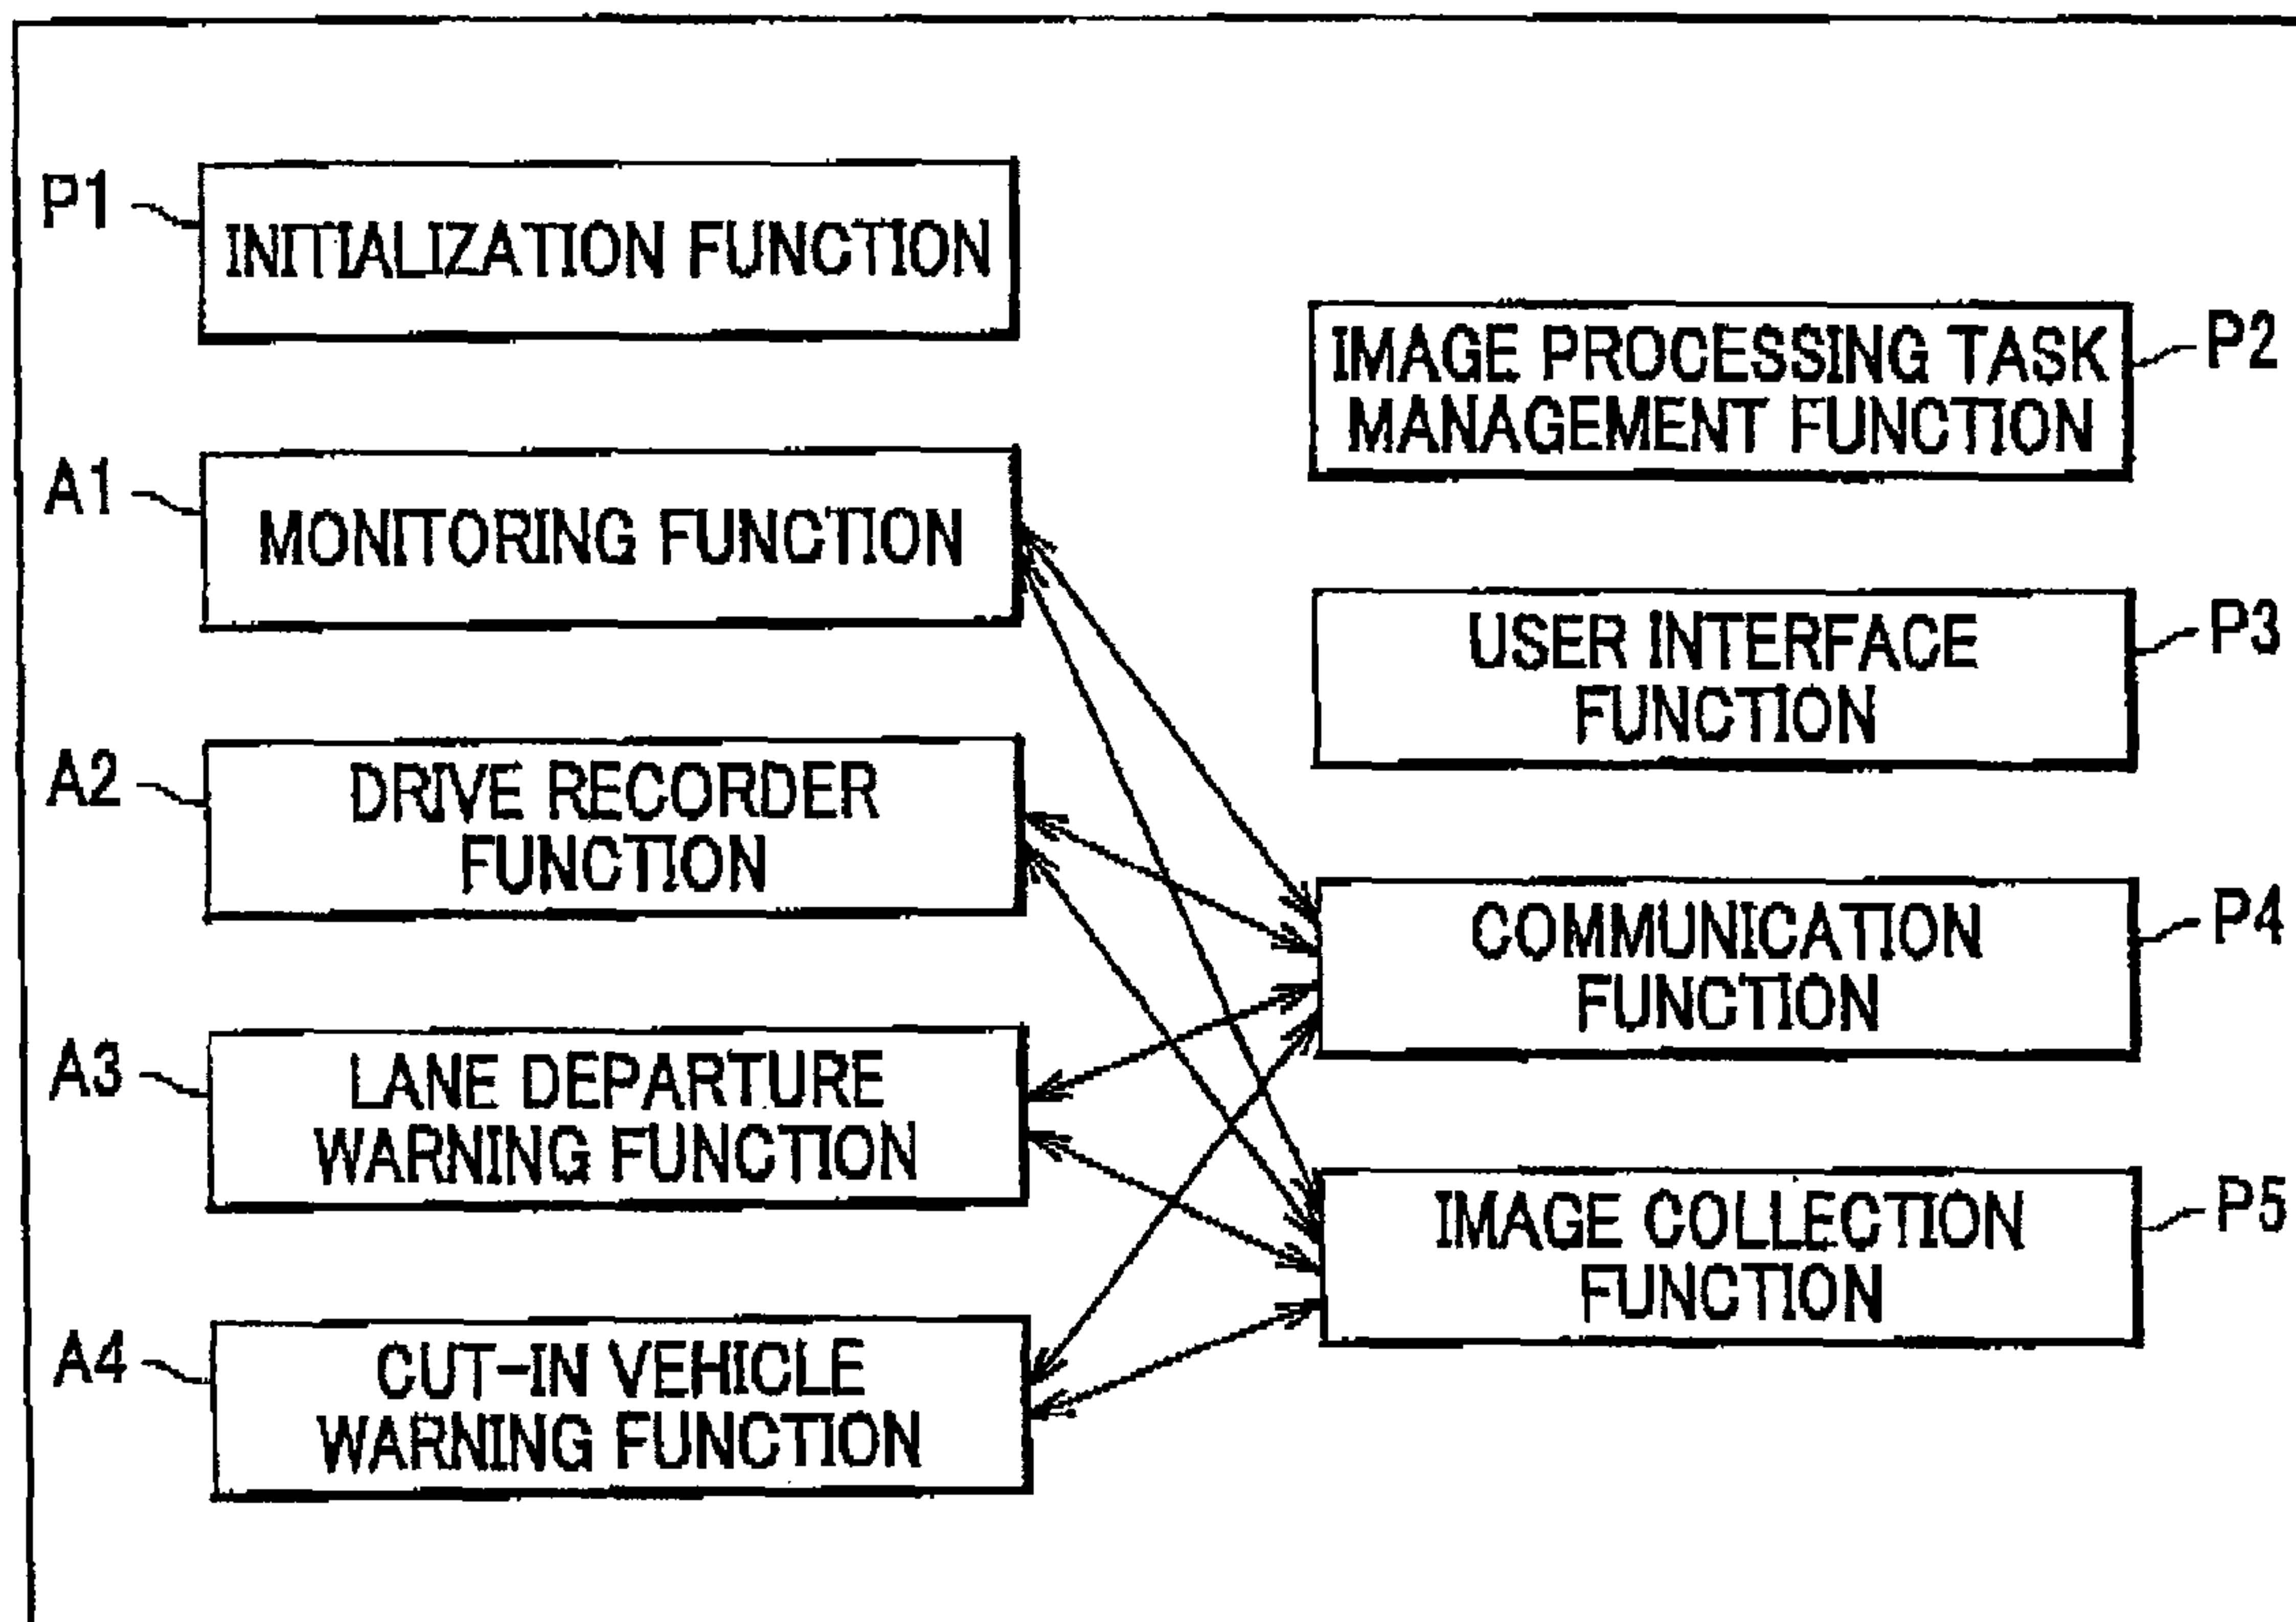 P1
INITIALIZATION FUNCTION
IMAGE PROCESSING TASK
MANAGEMENT FUNCTION
P2
A1
MONITORING FUNCTION
USER INTERFACE
FUNCTION
P3
A2
DRIVE RECORDER
FUNCTION
COMMUNICATION
FUNCTION
P4
A3
LANE DEPARTURE
WARNING FUNCTION
IMAGE COLLECTION
FUNCTION
P5
A4
CUT-IN VEHICLE
WARNING FUNCTION